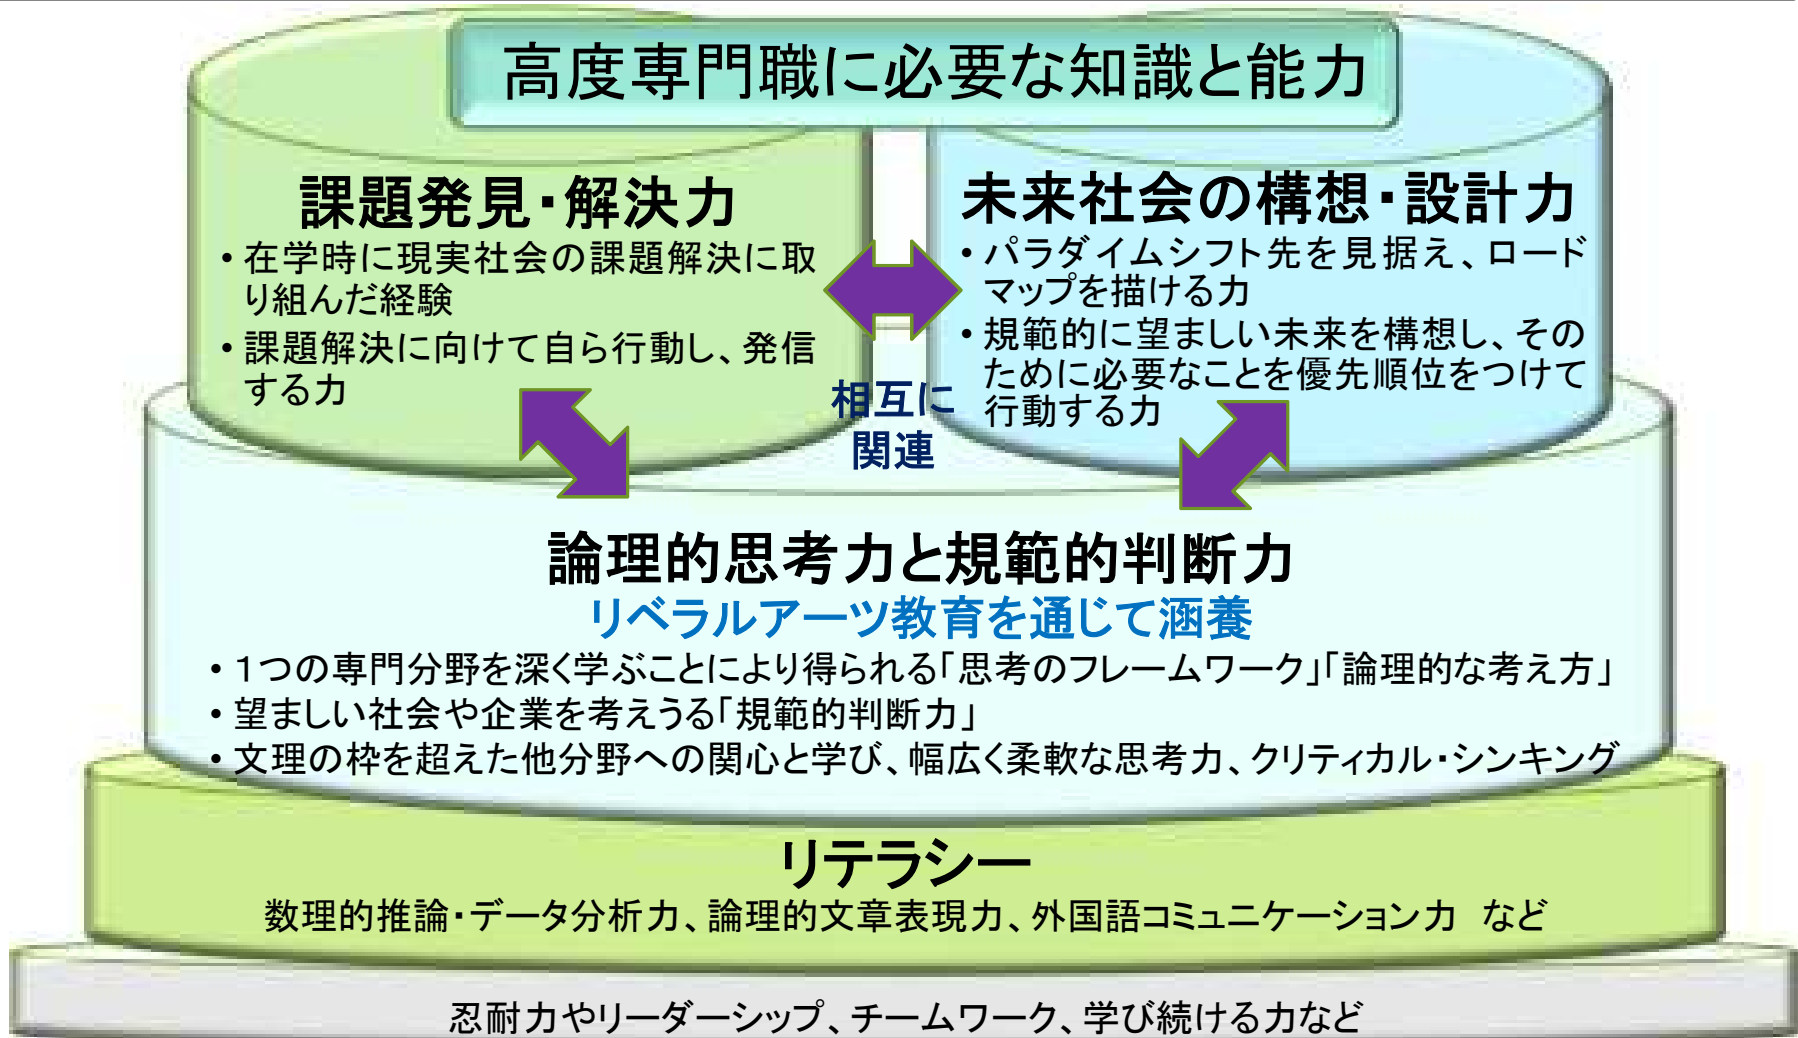 高度専門職に必要な知識と能力
課題発見・解決力
• 在学時に現実社会の課題解決に取
り組んだ経験
• 課題解決に向けて自ら行動し、発信
する力
未来社会の構想・設計力
• パラダイムシフト先を見据え、ロード
マップを描ける力
• 規範的に望ましい未来を構想し、その
ために必要なことを優先順位をつけて
行動する力
相互に
関連
論理的思考力と規範的判断力
リベラルアーツ教育を通じて涵養
• １つの専門分野を深く学ぶことにより得られる「思考のフレームワーク」「論理的な考え方」
• 望ましい社会や企業を考えうる「規範的判断力」
• 文理の枠を超えた他分野への関心と学び、幅広く柔軟な思考力、クリティカル・シンキング
リテラシー
数理的推論・データ分析力、論理的文章表現力、外国語コミュニケーション力　など
忍耐力やリーダーシップ、チームワーク、学び続ける力など